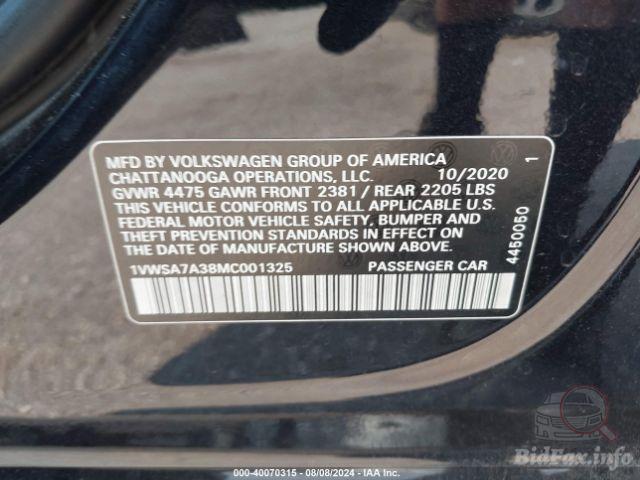 MFD BY VOLKSWAGEN GROUP OF AMERICA
CHATTANOOGA OPERATIONS, LLC. 10/2020
GVWR 4475 GAWR FRONT 2381 / REAR 2205 LBS
THIS VEHICLE CONFORMS TO ALL APPLICABLE U.S.
FEDERAL MOTOR VEHICLE SAFETY, BUMPER AND
THEFT PREVENTION STANDARDS IN EFFECT ON
THE DATE OF MANUFACTURE SHOWN ABOVE.
1VWSA7A38MC001325 PASSENGER CAR
4450050
1
BidFax.info
000-40070315 - 08/08/2024 - IAA Inc.